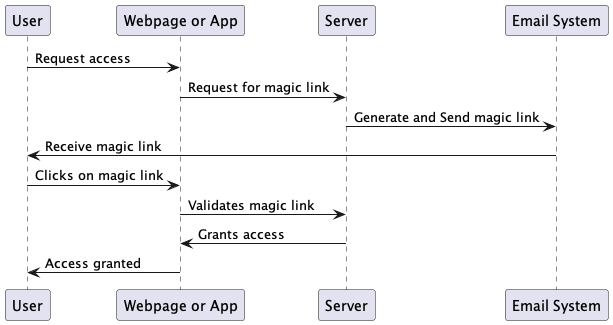 User Webpage or App Server Email System
Request access
Request for magic link
Generate and Send magic link
Receive magic link
Clicks on magic link
Validates magic link
Grants access
Access granted
User Webpage or App Server Email System